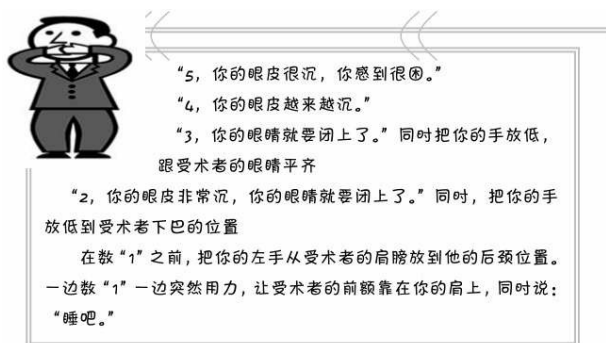 “5，你的眼皮很沉，你感到很困。”
“4，你的眼皮越来越沉。”
“3，你的眼睛就要闭上了。”同时把你的手放低，
跟受术者的眼睛平齐
“2，你的眼皮非常沉，你的眼睛就要闭上了。”同时，把你的手
放低到受术者下巴的位置
在数“1”之前，把你的左手从受术者的肩膀放到他的后颈位置。
一边数“1”一边突然用力，让受术者的前额靠在你的肩上，同时说：
“睡吧。”